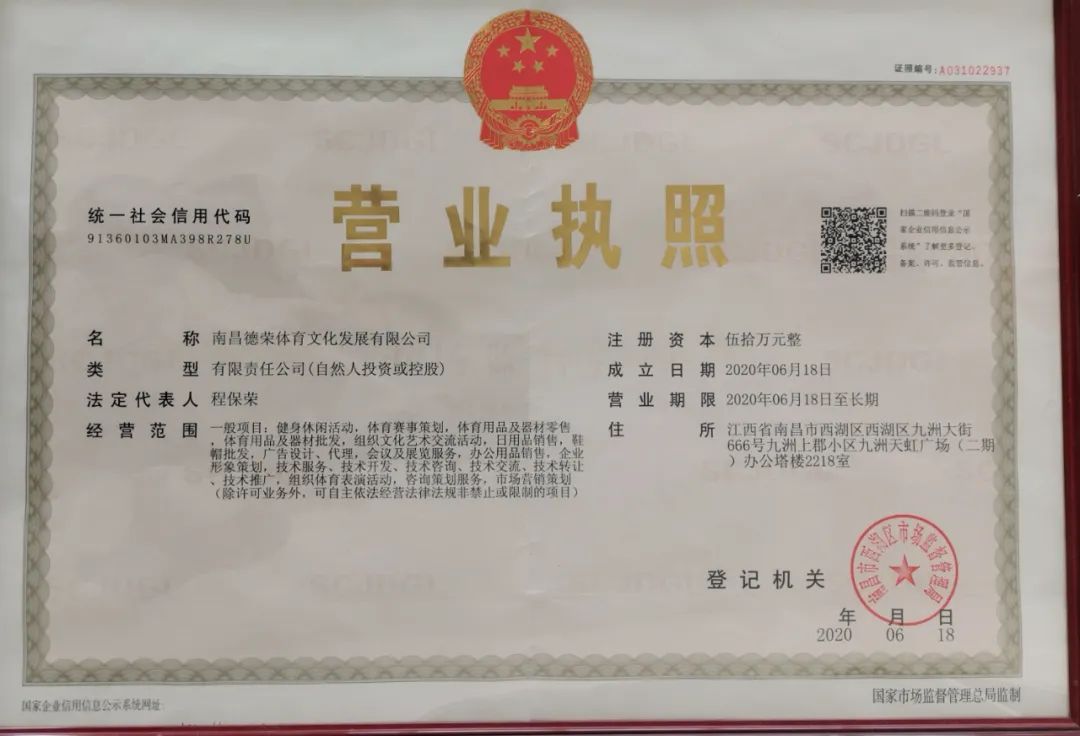 证照编号:A031022937
营业执照
统一社会信用代码
91360103MA398R278U
扫描二维码登录“国
家企业信用信息公示
系统”了解更多登记、
备案、许可、监管信息。
名称 南昌德荣体育文化发展有限公司
类型 有限责任公司(自然人投资或控股)
法定代表人 程保荣
经营范围 一般项目：健身休闲活动，体育赛事策划，体育用品及器材零售
，体育用品及器材批发，组织文化艺术交流活动，日用品销售，鞋
帽批发，广告设计、代理，会议及展览服务，办公用品销售，企业
形象策划，技术服务、技术开发、技术咨询、技术交流、技术转让
、技术推广，组织体育表演活动，咨询策划服务，市场营销策划
（除许可业务外，可自主依法经营法律法规非禁止或限制的项目）
注册资本 伍拾万元整
成立日期 2020年06月18日
营业期限 2020年06月18日至长期
住所 江西省南昌市西湖区西湖区九洲大街
666号九洲上郡小区九洲天虹广场（二期
）办公塔楼2218室
登记机关
南昌市西湖区市场监督管理局
年 月 日
2020 06 18
国家企业信用信息公示系统网址:
国家市场监督管理总局监制